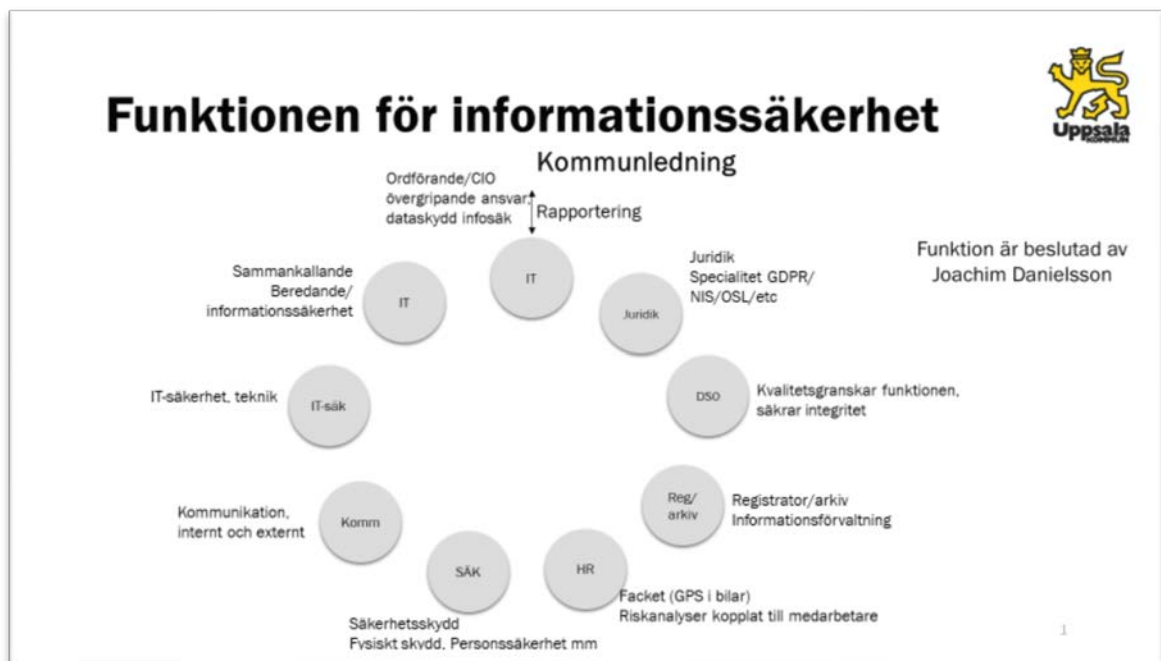 Funktionen för informationssäkerhet
Uppsala
KOMMUN
Kommunledning
Ordförande/CIO
övergripande ansvar,
dataskydd infosäk
Rapportering
Funktion är beslutad av
Joachim Danielsson
IT
Juridik
Specialitet GDPR/
NIS/OSL/etc
Juridik
Sammankallande
Beredande/
informationssäkerhet
IT
DSO
Kvalitetsgranskar funktionen,
säkrar integritet
IT-säkerhet, teknik
IT-säk
Reg/
arkiv
Registrator/arkiv
Informationsförvaltning
Kommunikation,
internt och externt
Komm
SÄK
HR
Facket (GPS i bilar)
Riskanalyser kopplat till medarbetare
Säkerhetsskydd
Fysiskt skydd, Personssäkerhet mm
1